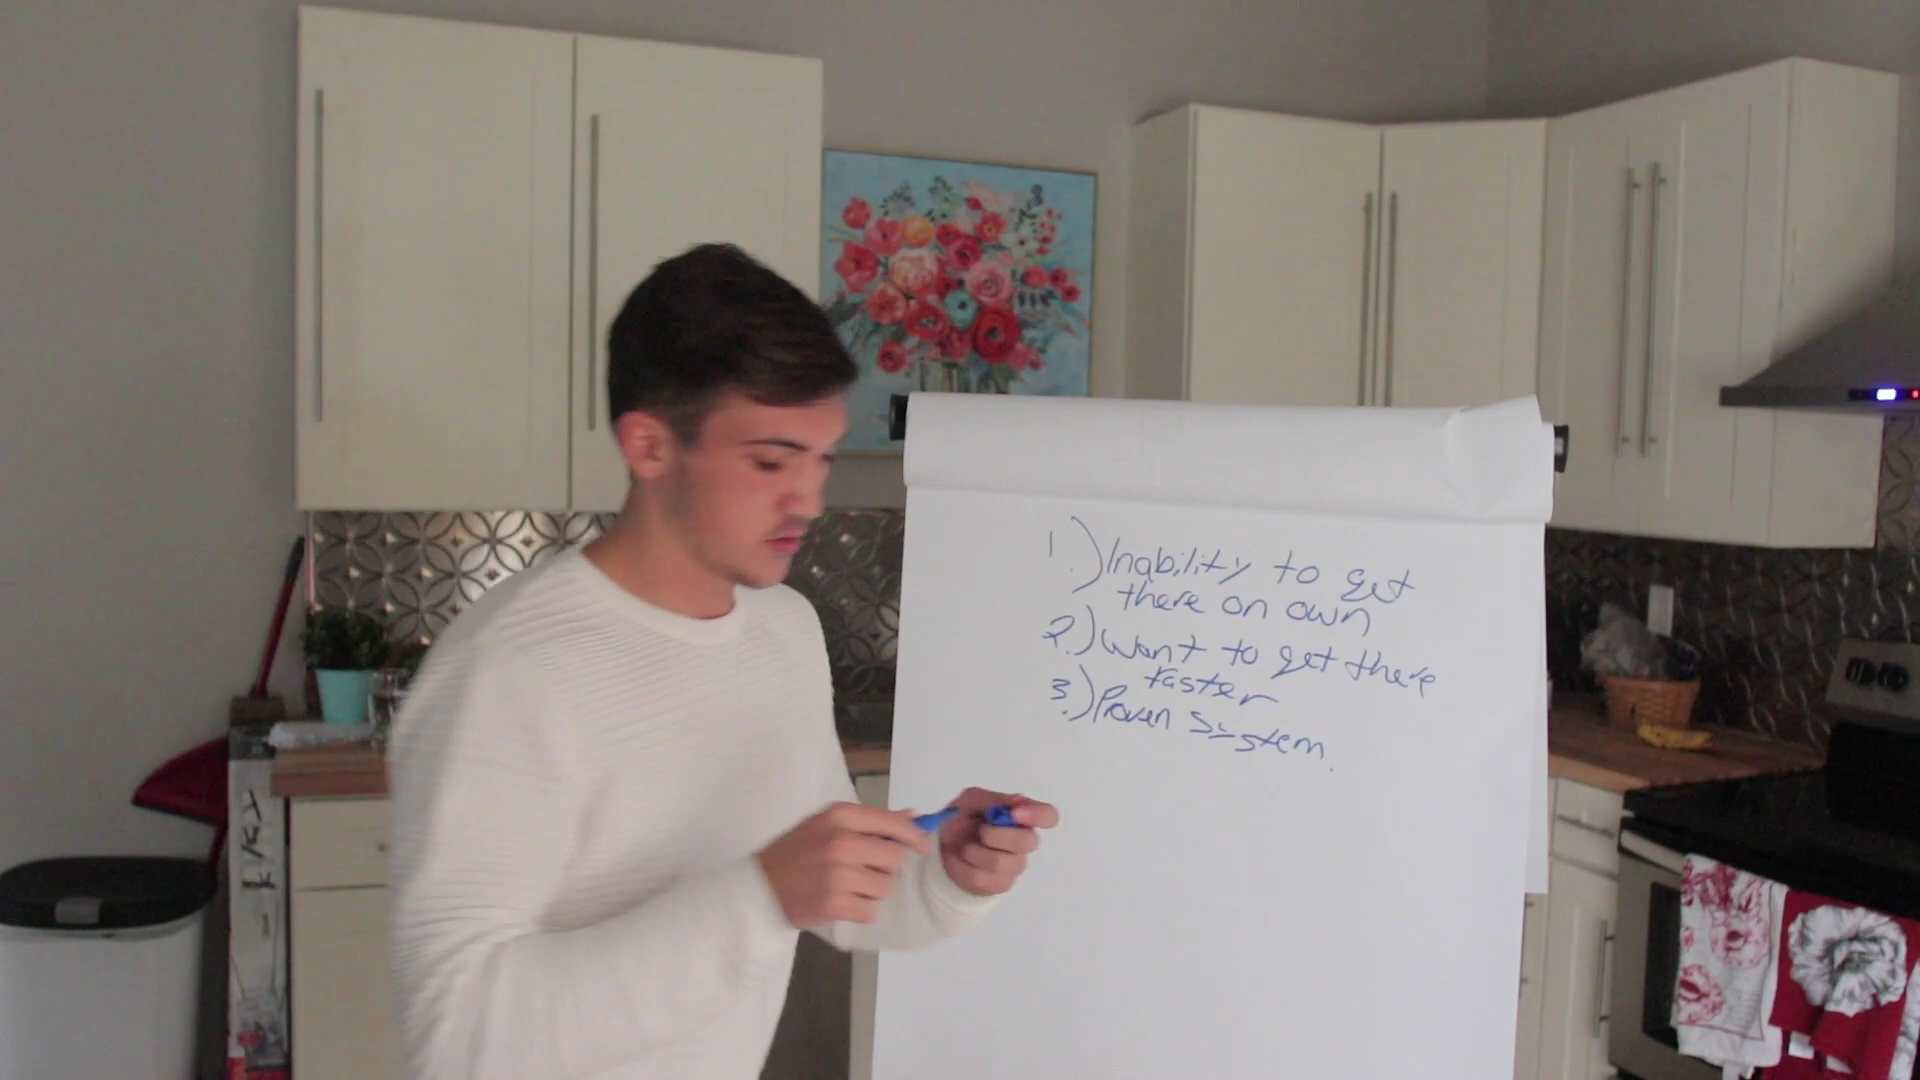 1.) Inability to get
there on own
2.) Want to get there
faster
3.) Proven System.